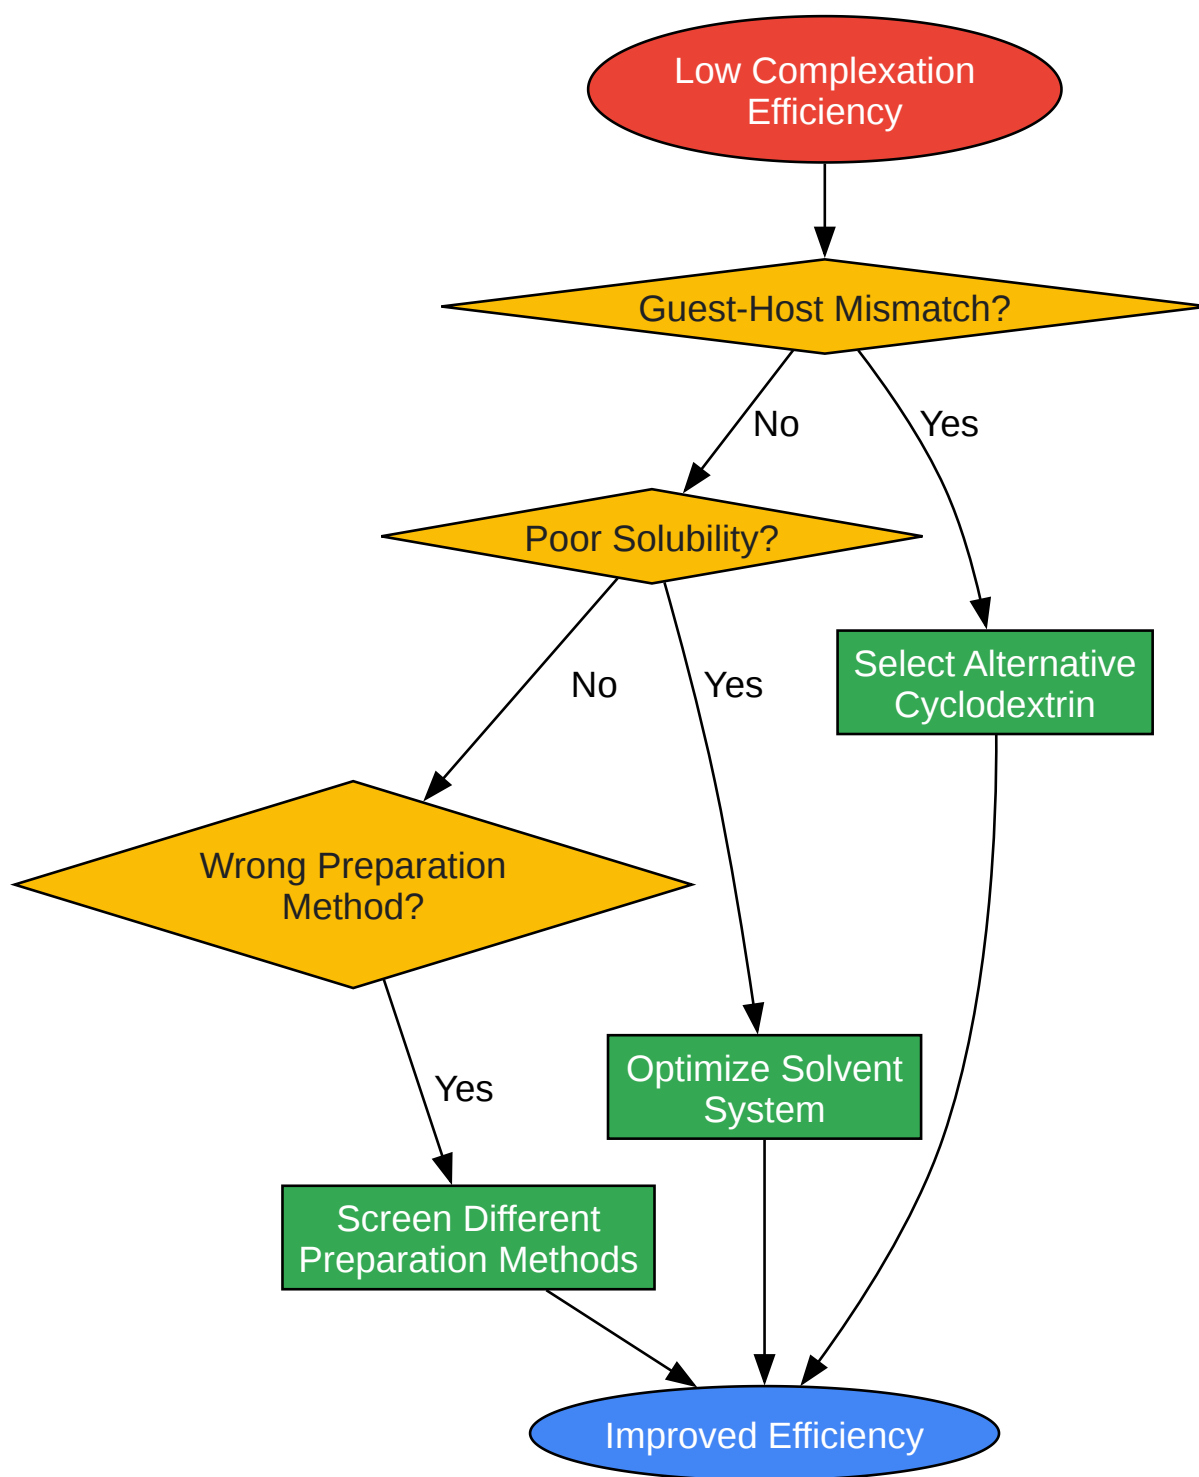 Low Complexation
Efficiency
Guest-Host Mismatch?
No
Yes
Poor Solubility?
No
Yes
Select Alternative
Cyclodextrin
Wrong Preparation
Method?
Optimize Solvent
System
Yes
Screen Different
Preparation Methods
Improved Efficiency